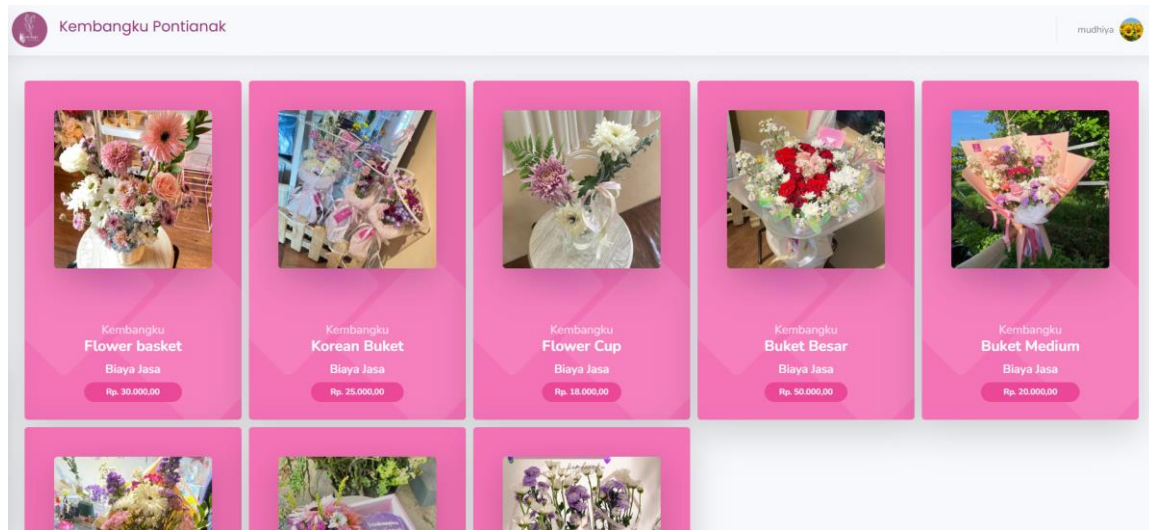 Kembangku Pontianak
mudhiya
Kembangku
Flower basket
Biaya Jasa
Rp. 30.000,00
Kembangku
Korean Buket
Biaya Jasa
Rp. 25.000,00
Kembangku
Flower Cup
Biaya Jasa
Rp. 18.000,00
Kembangku
Buket Besar
Biaya Jasa
Rp. 50.000,00
Kembangku
Buket Medium
Biaya Jasa
Rp. 20.000,00